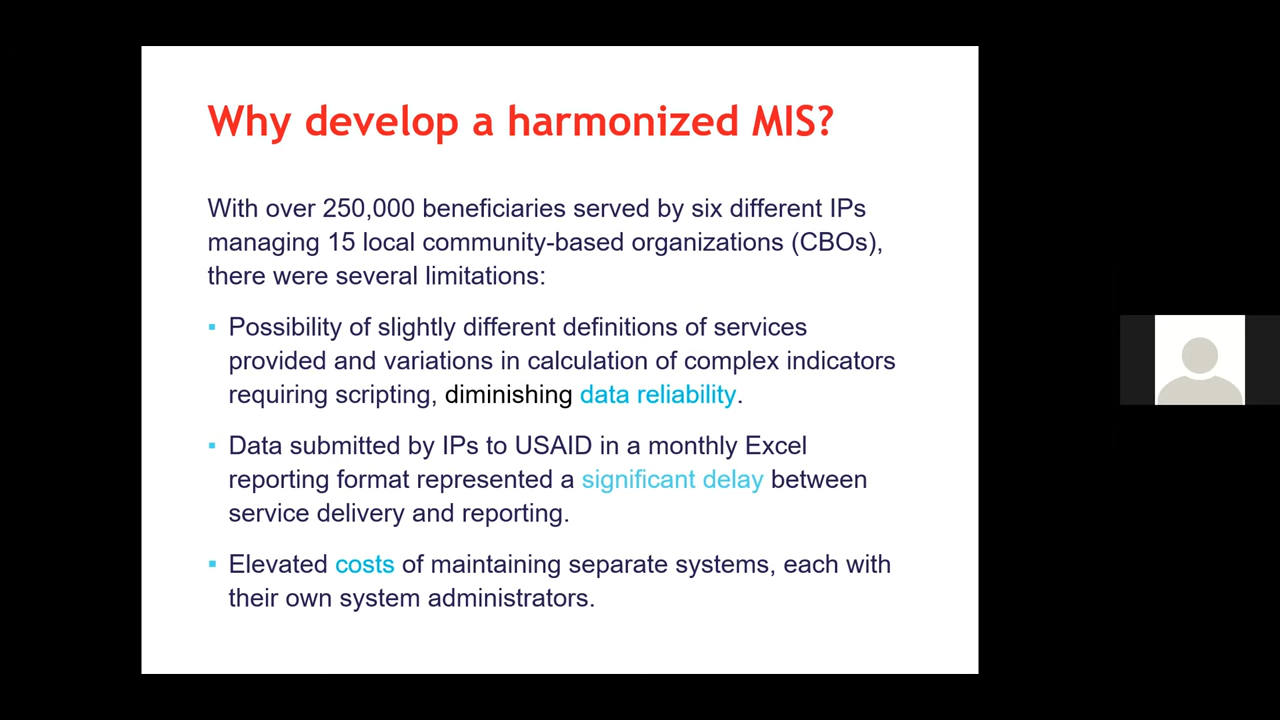 Why develop a harmonized MIS?
With over 250,000 beneficiaries served by six different IPs
managing 15 local community-based organizations (CBOs),
there were several limitations:
▪ Possibility of slightly different definitions of services
provided and variations in calculation of complex indicators
requiring scripting, diminishing data reliability.
▪ Data submitted by IPs to USAID in a monthly Excel
reporting format represented a significant delay between
service delivery and reporting.
▪ Elevated costs of maintaining separate systems, each with
their own system administrators.